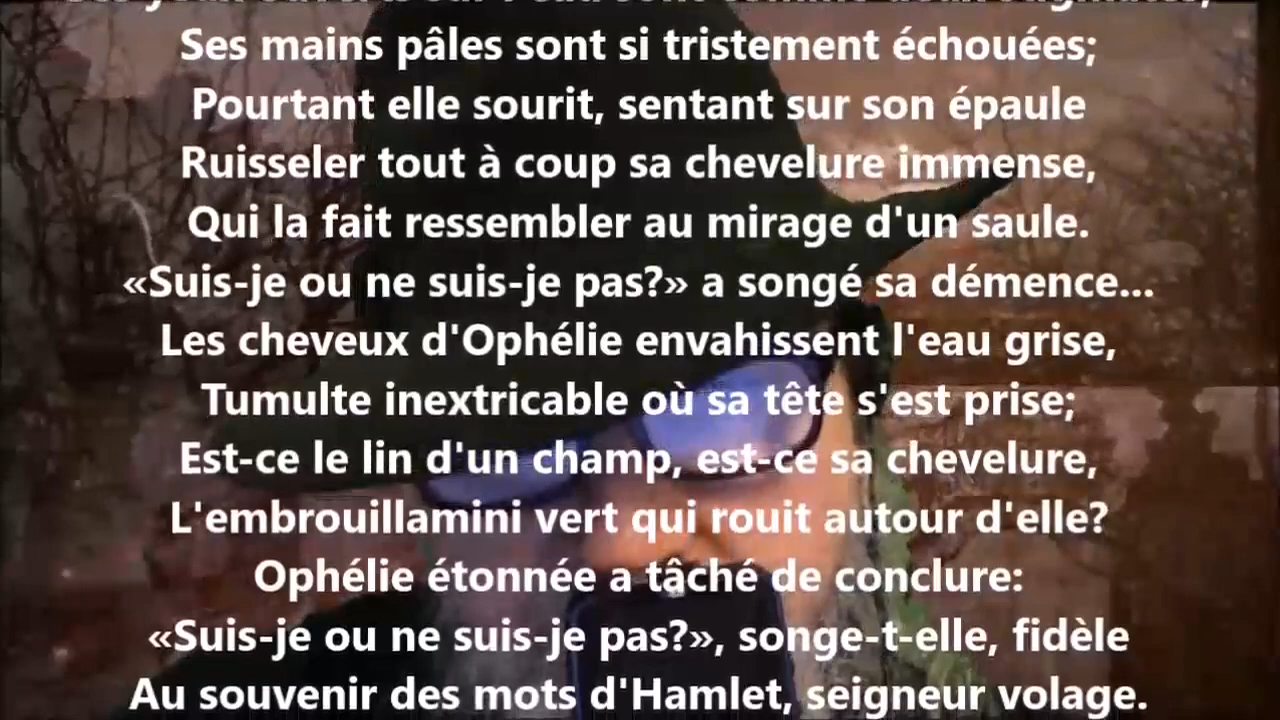 Ses mains pâles sont si tristement échouées;
Pourtant elle sourit, sentant sur son épaule
Ruisseler tout à coup sa chevelure immense,
Qui la fait ressembler au mirage d'un saule.
«Suis-je ou ne suis-je pas?» a songé sa démence...
Les cheveux d'Ophélie envahissent l'eau grise,
Tumulte inextricable où sa tête s'est prise;
Est-ce le lin d'un champ, est-ce sa chevelure,
L'embrouillamini vert qui rouit autour d'elle?
Ophélie étonnée a tâché de conclure:
«Suis-je ou ne suis-je pas?», songe-t-elle, fidèle
Au souvenir des mots d'Hamlet, seigneur volage.